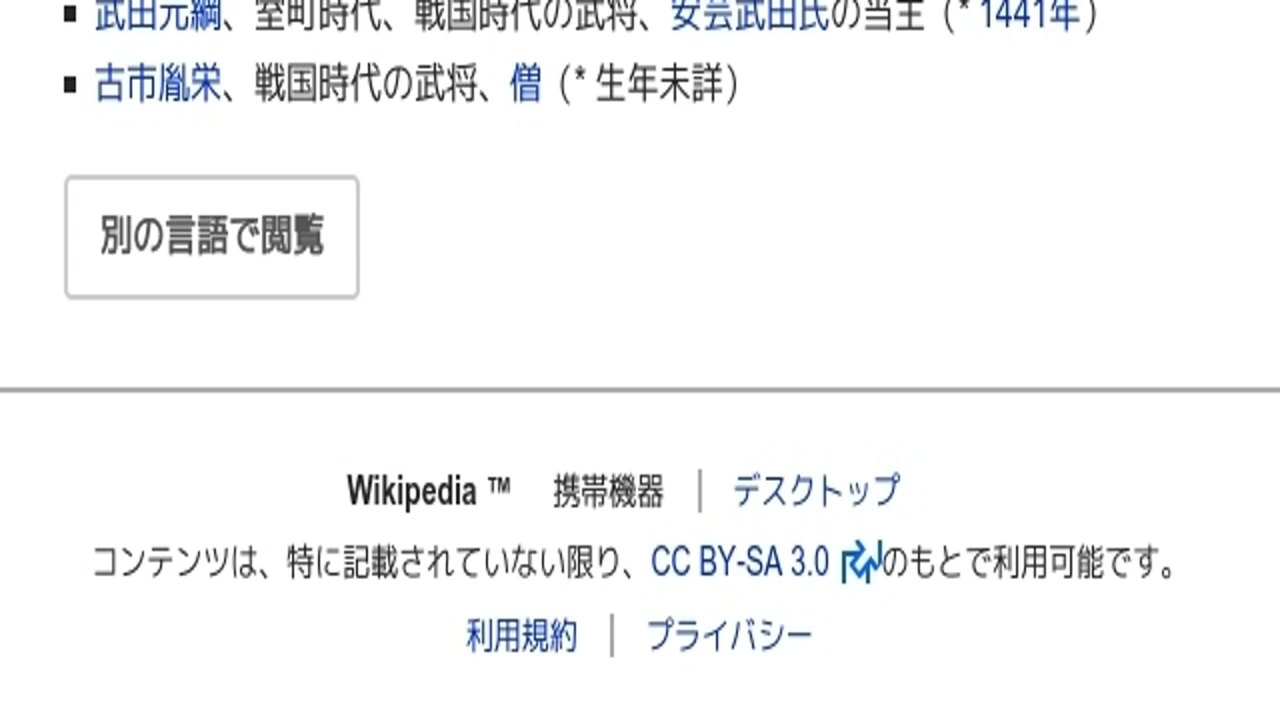 武田元綱、室町時代、戦国時代の武将、安芸武田氏の当主（* 1441年）
古市胤栄、戦国時代の武将、僧（* 生年未詳）
別の言語で閲覧
Wikipedia ™ 携帯機器 | デスクトップ
コンテンツは、特に記載されていない限り、CC BY-SA 3.0 のもとで利用可能です。
利用規約 | プライバシー